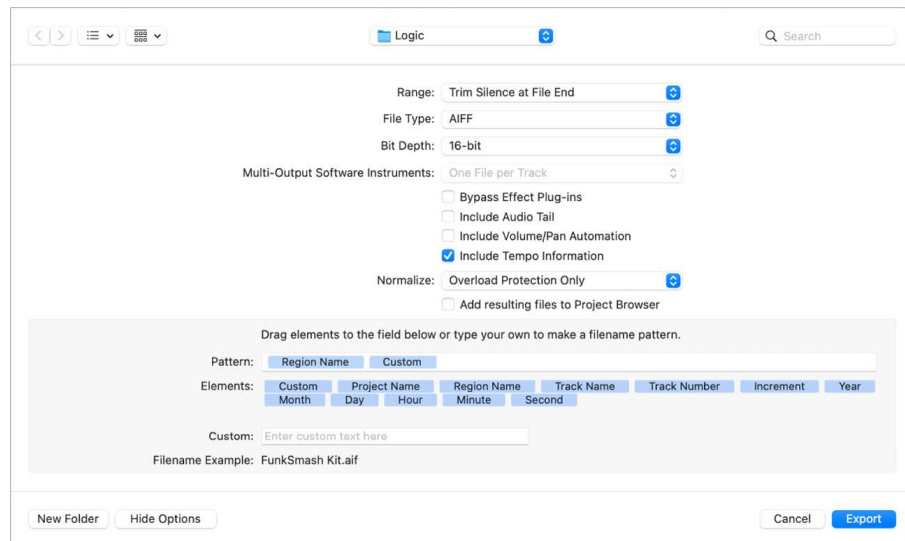 Logic
Search
Range: Trim Silence at File End
File Type: AIFF
Bit Depth: 16-bit
Multi-Output Software Instruments: One File per Track
Bypass Effect Plug-ins
Include Audio Tail
Include Volume/Pan Automation
Include Tempo Information
Normalize: Overload Protection Only
Add resulting files to Project Browser
Drag elements to the field below or type your own to make a filename pattern.
Pattern: Region Name Custom
Elements: Custom Project Name Region Name Track Name Track Number Increment Year
Month Day Hour Minute Second
Custom: Enter custom text here
Filename Example: FunkSmash Kit.aif
New Folder Hide Options Cancel Export